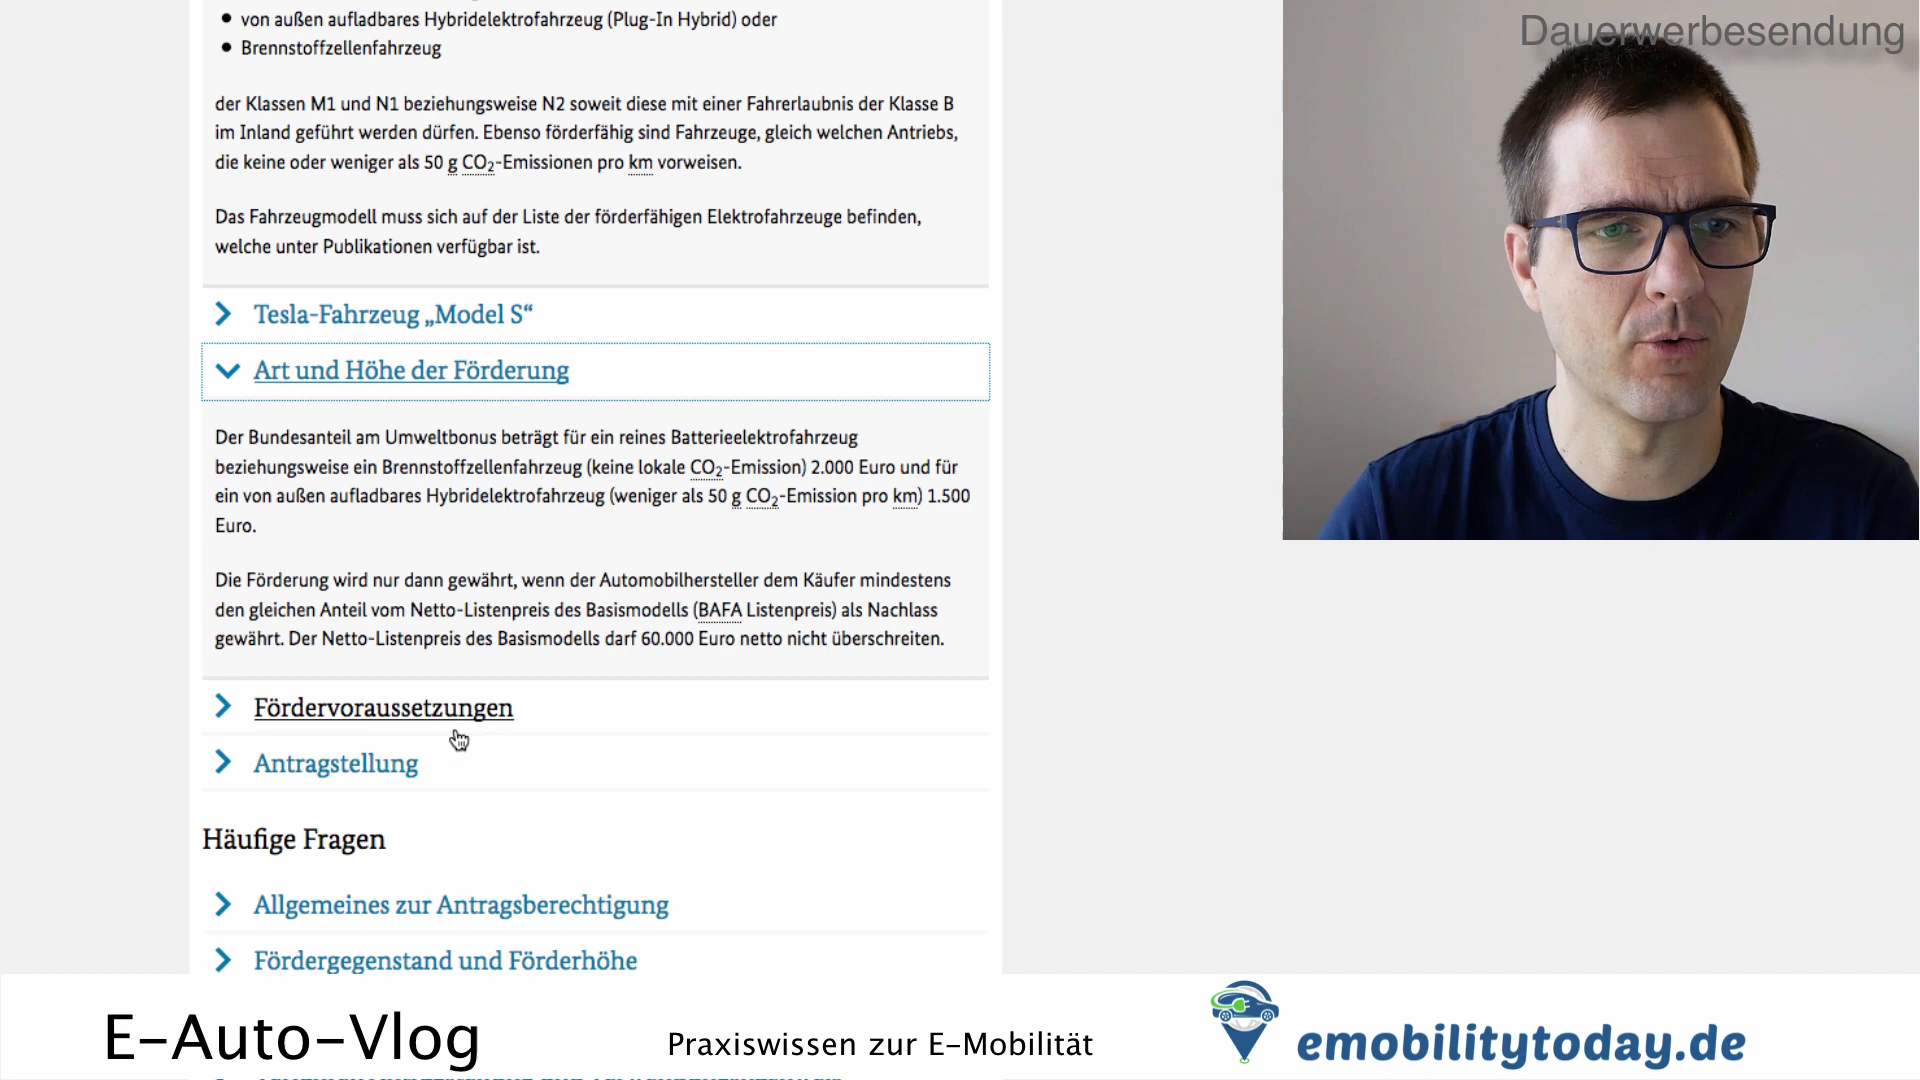 Dauerwerbesendung
von außen aufladbares Hybridelektrofahrzeug (Plug-In Hybrid) oder
Brennstoffzellenfahrzeug
der Klassen M1 und N1 beziehungsweise N2 soweit diese mit einer Fahrerlaubnis der Klasse B
im Inland geführt werden dürfen. Ebenso förderfähig sind Fahrzeuge, gleich welchen Antriebs,
die keine oder weniger als 50 g CO₂-Emissionen pro km vorweisen.
Das Fahrzeugmodell muss sich auf der Liste der förderfähigen Elektrofahrzeuge befinden,
welche unter Publikationen verfügbar ist.
Tesla-Fahrzeug „Model S“
Art und Höhe der Förderung
Der Bundesanteil am Umweltbonus beträgt für ein reines Batterieelektrofahrzeug
beziehungsweise ein Brennstoffzellenfahrzeug (keine lokale CO₂-Emission) 2.000 Euro und für
ein von außen aufladbares Hybridelektrofahrzeug (weniger als 50 g CO₂-Emission pro km) 1.500
Euro.
Die Förderung wird nur dann gewährt, wenn der Automobilhersteller dem Käufer mindestens
den gleichen Anteil vom Netto-Listenpreis des Basismodells (BAFA Listenpreis) als Nachlass
gewährt. Der Netto-Listenpreis des Basismodells darf 60.000 Euro netto nicht überschreiten.
Fördervoraussetzungen
Antragstellung
Häufige Fragen
Allgemeines zur Antragsberechtigung
Fördergegenstand und Förderhöhe
E-Auto-Vlog
Praxiswissen zur E-Mobilität
emobilitytoday.de